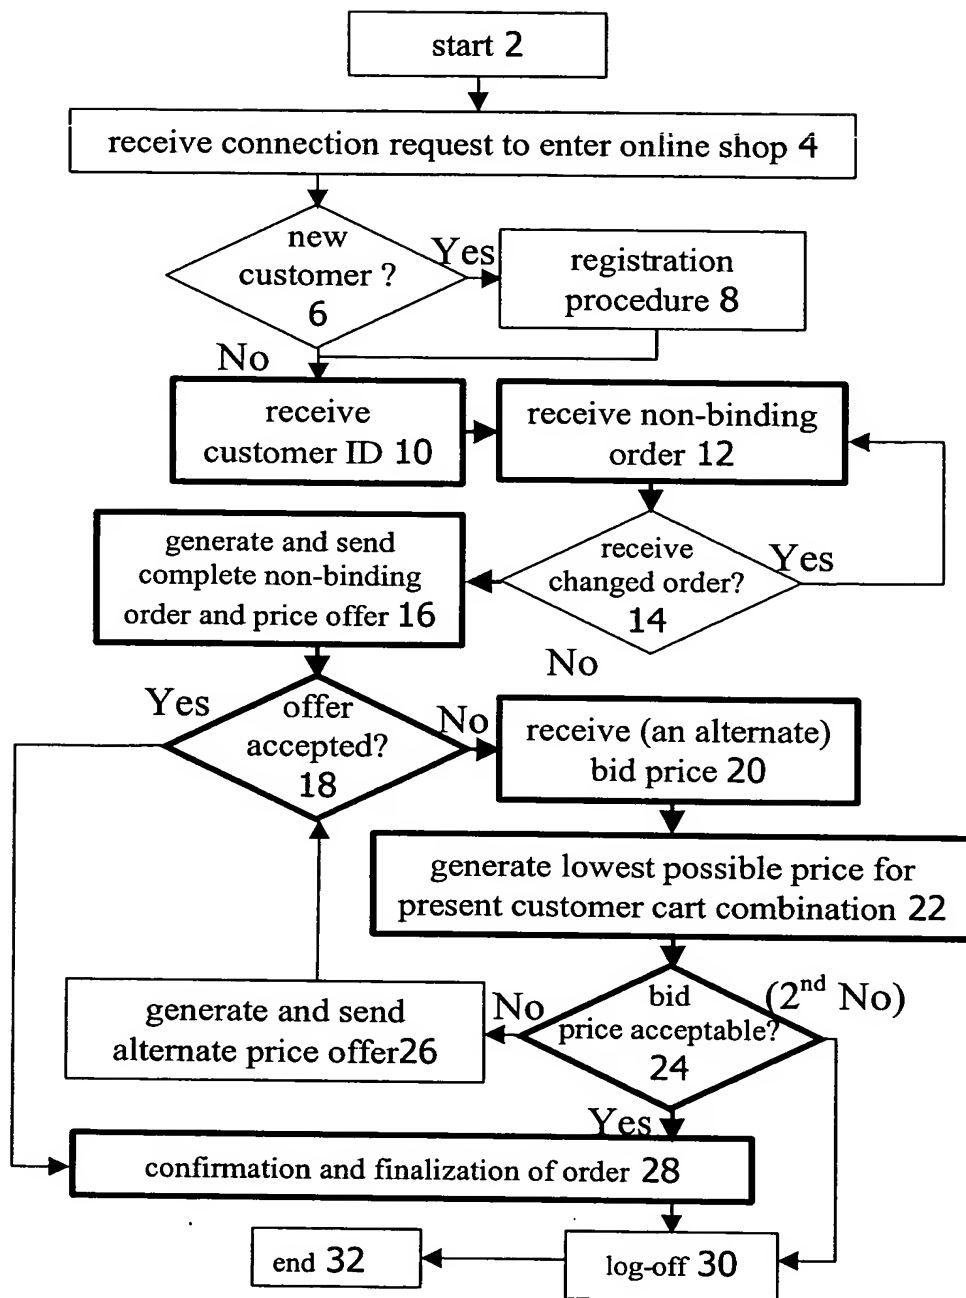 start 2
receive connection request to enter online shop 4
new
customer ?
6
Yes
registration
procedure 8
No
receive
customer ID 10
receive non-binding
order 12
generate and send
complete non-binding
order and price offer 16
receive
changed order?
14
Yes
No
Yes
offer
accepted?
18
No
receive (an alternate)
bid price 20
generate lowest possible price for
present customer cart combination 22
generate and send
alternate price offer26
No
bid
price acceptable?
24
(2nd No)
Yes
confirmation and finalization of order 28
end 32
log-off 30